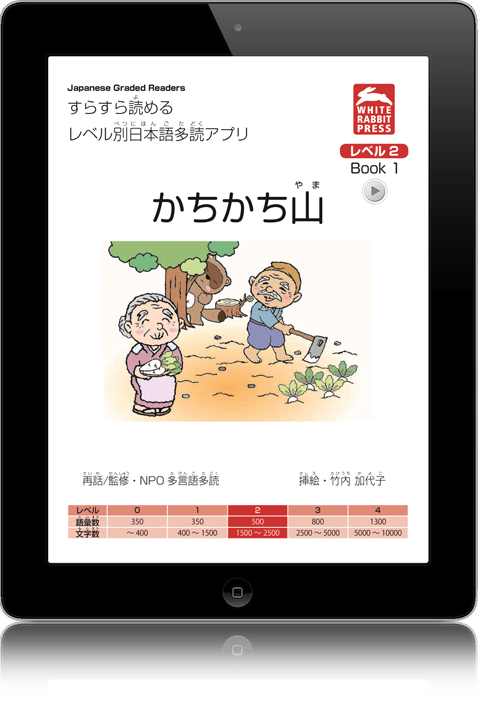 Japanese Graded Readers
すらすら読める
レベル別日本語多読アプリ
WHITE
RABBIT
PRESS
レベル 2
Book 1
かちかち山
再話/監修・NPO 多言語多読
挿絵・竹内 加代子
レベル 0 1 2 3 4
語彙数 350 350 500 800 1300
文字数 ～ 400 400 ～ 1500 1500 ～ 2500 2500 ～ 5000 5000 ～ 10000